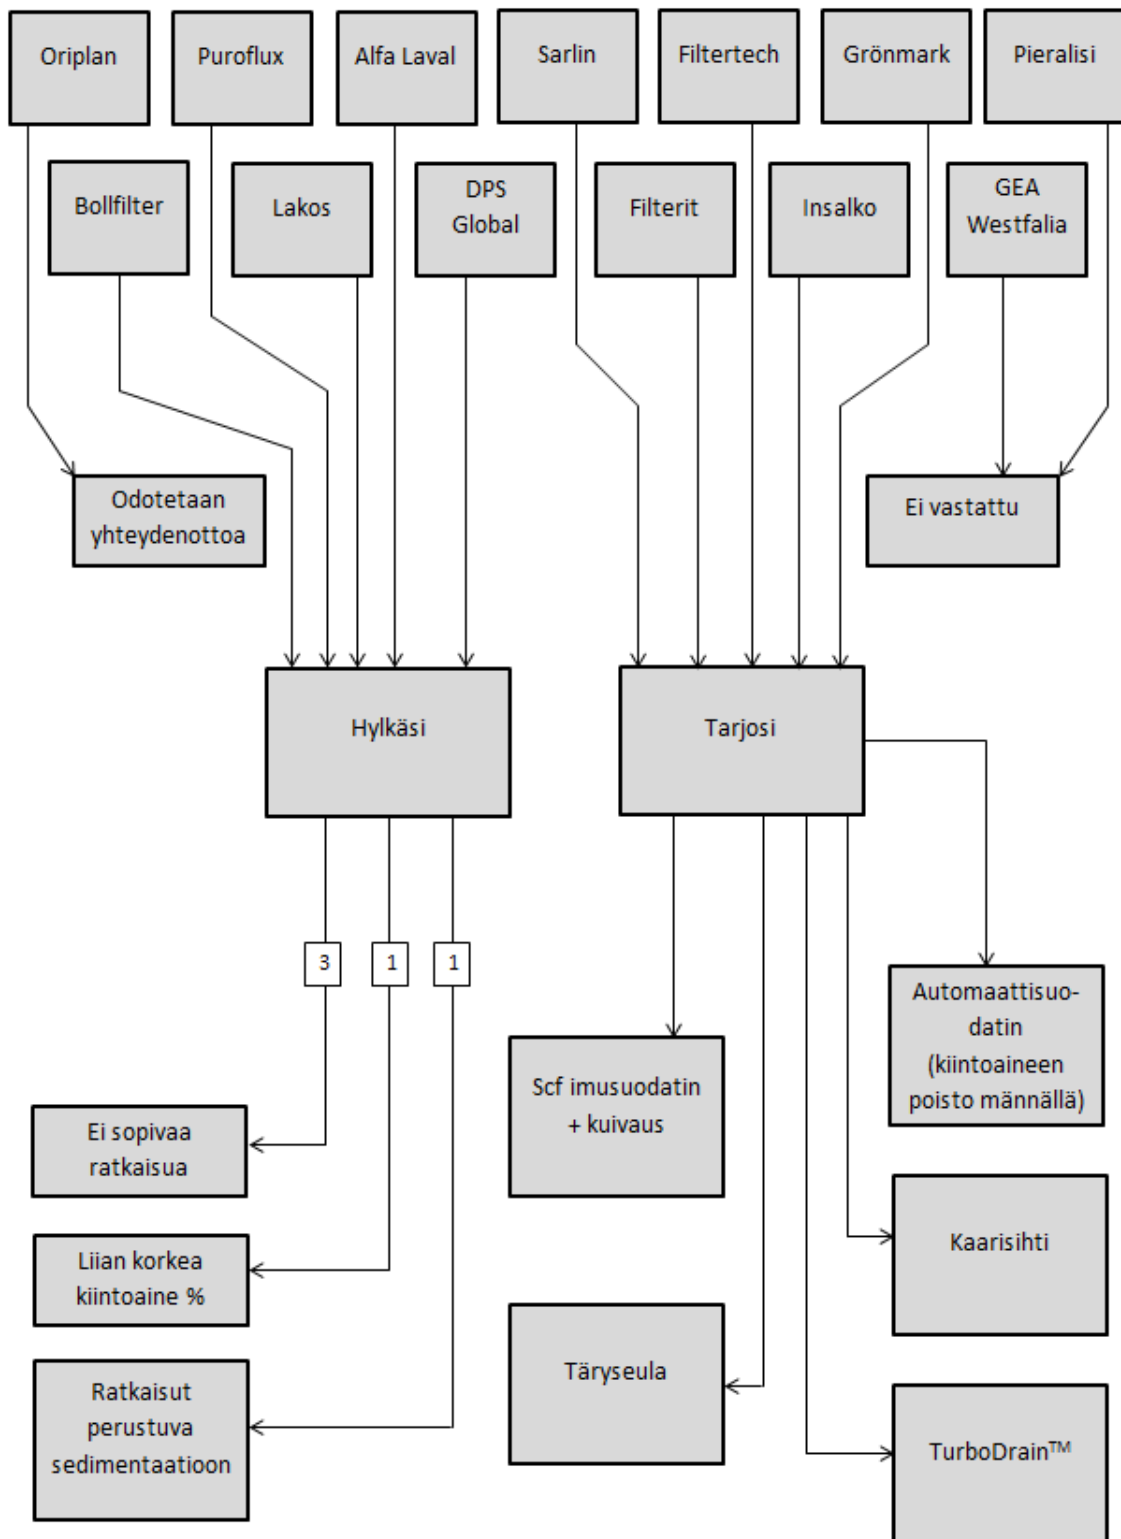 Oriplan
Puroflux
Alfa Laval
Sarlin
Filtertech
Grönmark
Pieralisi
Bollfilter
Lakos
DPS
Global
Filterit
Insalko
GEA
Westfalia
Odotetaan
yhteydenottoa
Ei vastattu
Hylkäsi
Tarjosi
3
1
1
Automaattisuo-
datin
(kiintoaineen
poisto männällä)
Scf imusuodatin
+ kuivaus
Ei sopivaa
ratkaisua
Kaarisihti
Liian korkea
kiintoaine %
Täryseula
Ratkaisut
perustuva
sedimentaatioon
TurboDrain™